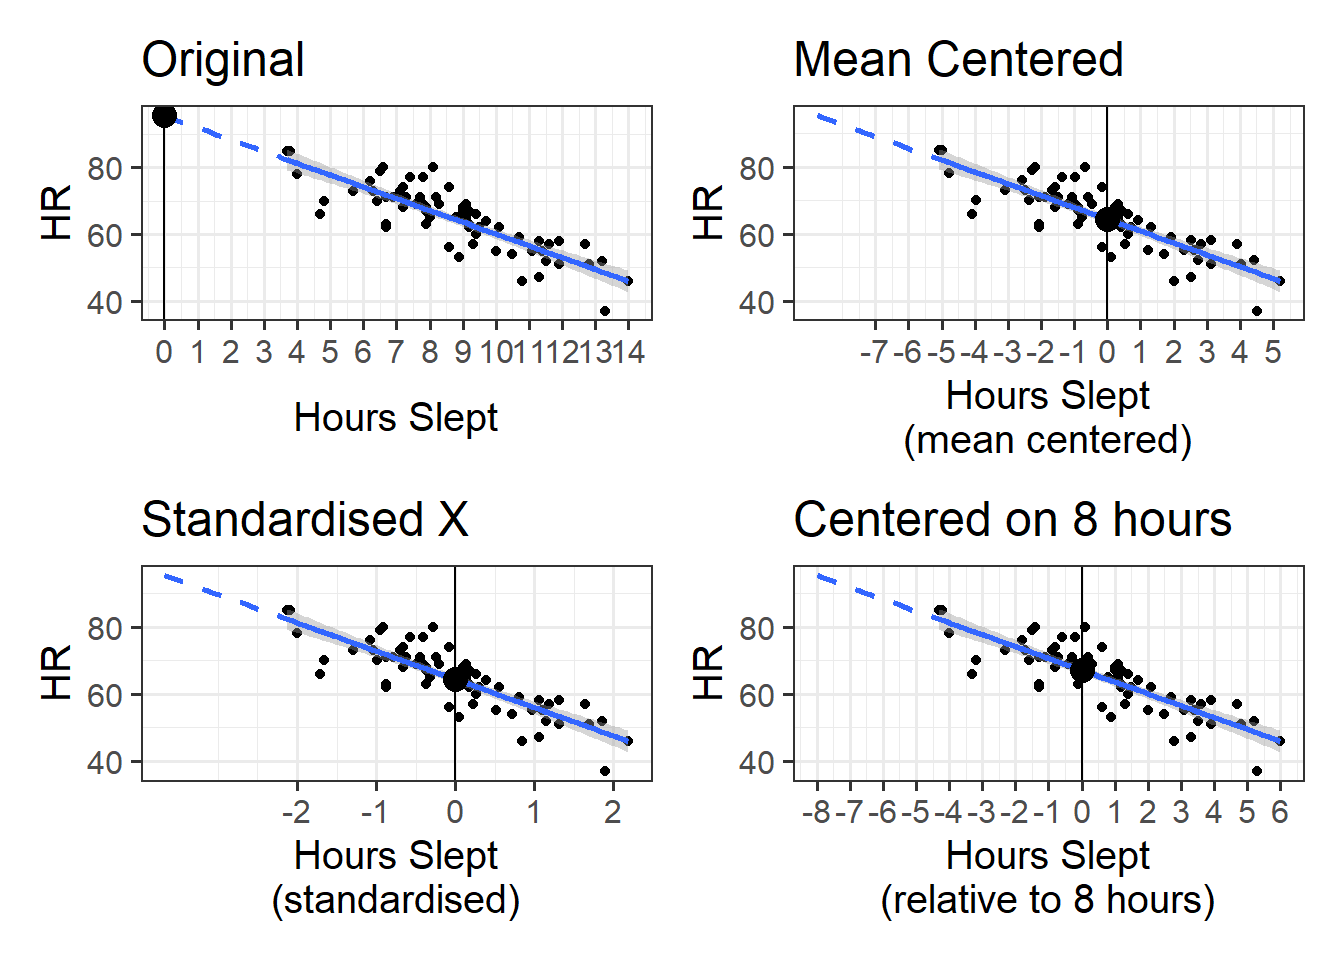 Original
HR
80
60
40
0 1 2 3 4 5 6 7 8 9 10 11 12 13 14
Hours Slept
Mean Centered
HR
80
60
40
-7 -6 -5 -4 -3 -2 -1 0 1 2 3 4 5
Hours Slept
(mean centered)
Standardised X
HR
80
60
40
-2 -1 0 1 2
Hours Slept
(standardised)
Centered on 8 hours
HR
80
60
40
-8 -7 -6 -5 -4 -3 -2 -1 0 1 2 3 4 5 6
Hours Slept
(relative to 8 hours)